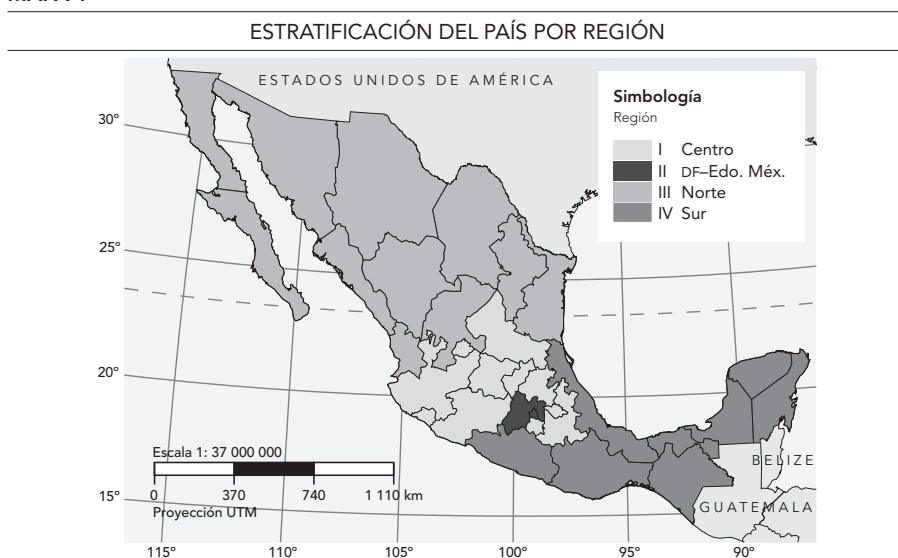 ESTRATIFICACIÓN DEL PAÍS POR REGIÓN
ESTADOS UNIDOS DE AMÉRICA
Simbología
Región
I Centro
II DF–Edo. Méx.
III Norte
IV Sur
30°
25°
20°
15°
Escala 1: 37 000 000
0 370 740 1 110 km
Proyección UTM
BELIZE
GUATEMALA
115° 110° 105° 100° 95° 90°